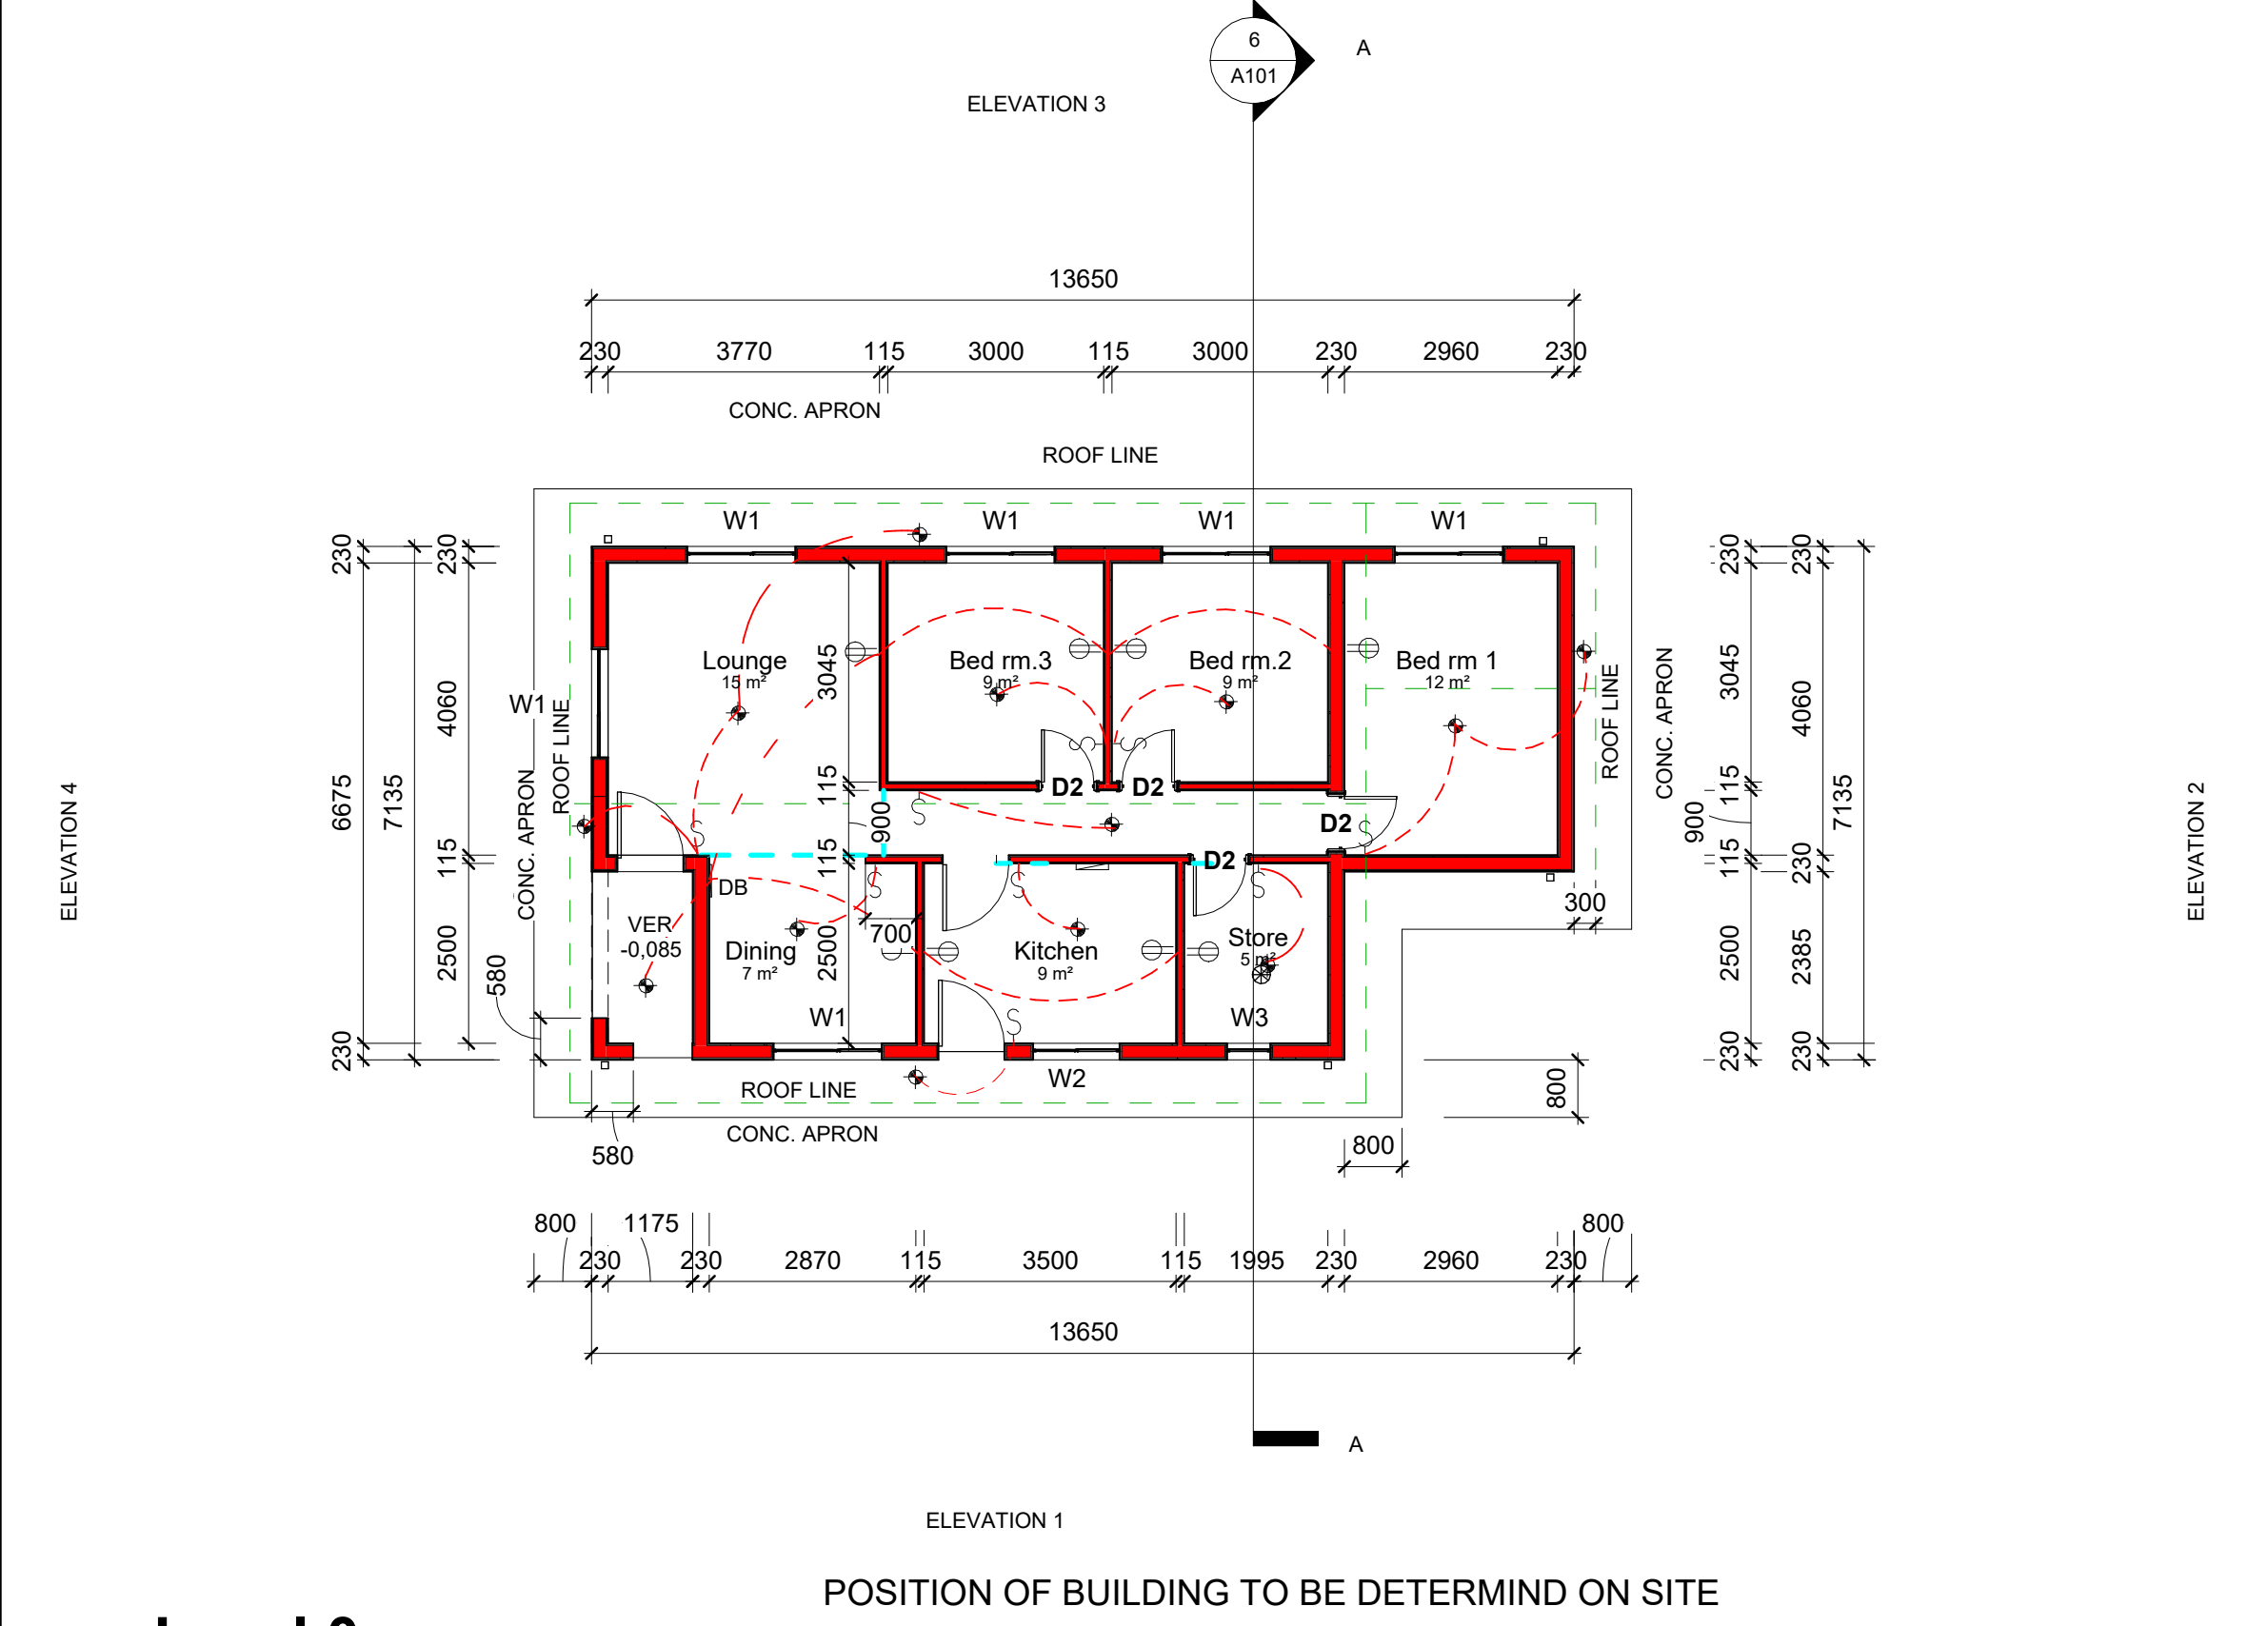 6
A101
A
ELEVATION 3
13650
230 3770 115 3000 115 3000 230 2960 230
CONC. APRON
ROOF LINE
W1 W1 W1 W1
230 230 230 230
Lounge
15 m²
Bed rm.3
9 m²
Bed rm.2
9 m²
Bed rm 1
12 m²
3045
W1
ROOF LINE
CONC. APRON
4060
6675
7135
ELEVATION 4
115
900
115
D2 D2
D2
D2
ROOF LINE
CONC. APRON
3045
4060
115
900
115
230
7135
ELEVATION 2
300
DB
VER
-0,085
Dining
7 m²
2500
700
Kitchen
9 m²
Store
5 m²
115
2500
580
230
W1
W3
W2
2500
2385
230 230
800
ROOF LINE
CONC. APRON
580
800
800 1175 800
230 230 2870 115 3500 115 1995 230 2960 230
13650
A
ELEVATION 1
POSITION OF BUILDING TO BE DETERMIND ON SITE